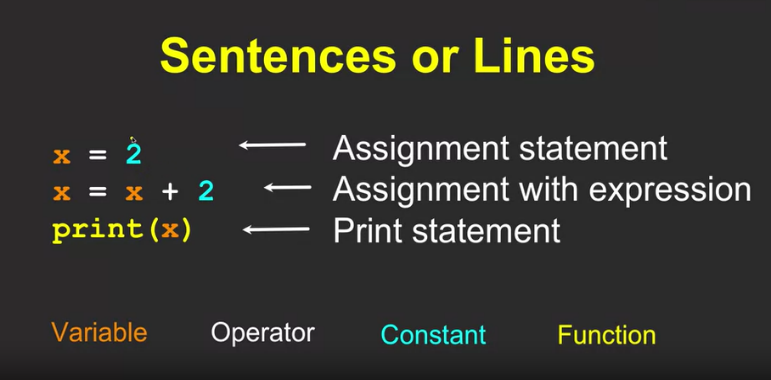 Sentences or Lines
x = 2 Assignment statement
x = x + 2 Assignment with expression
print(x) Print statement
Variable Operator Constant Function